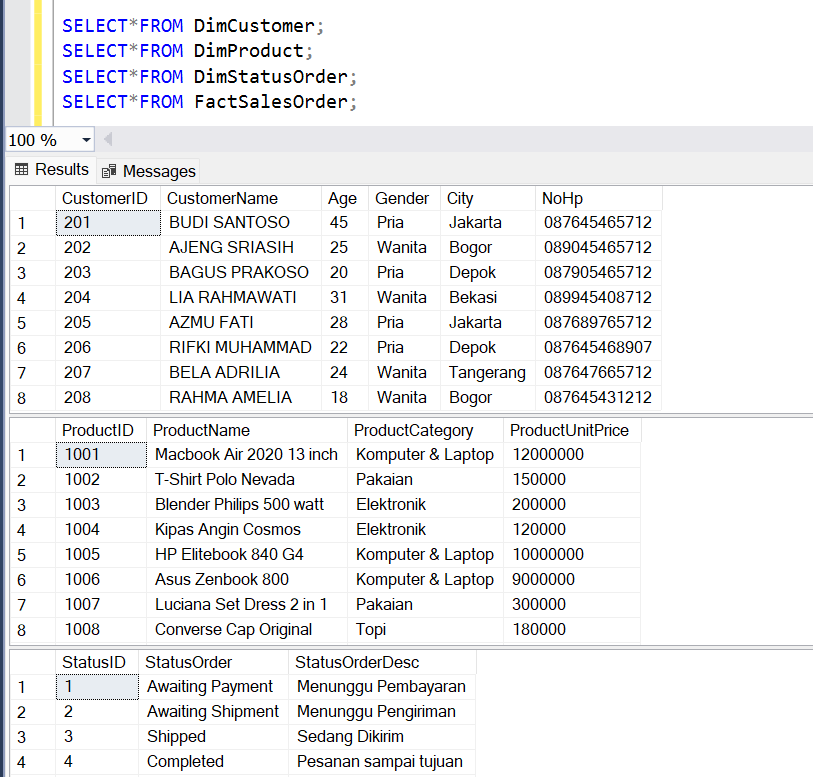 SELECT*FROM DimCustomer;
SELECT*FROM DimProduct;
SELECT*FROM DimStatusOrder;
SELECT*FROM FactSalesOrder;
100 %
Results Messages
CustomerID CustomerName Age Gender City NoHp
1 201 BUDI SANTOSO 45 Pria Jakarta 087645465712
2 202 AJENG SRIASIH 25 Wanita Bogor 089045465712
3 203 BAGUS PRAKOSO 20 Pria Depok 087905465712
4 204 LIA RAHMAWATI 31 Wanita Bekasi 089945408712
5 205 AZMU FATI 28 Pria Jakarta 087689765712
6 206 RIFKI MUHAMMAD 22 Pria Depok 087645468907
7 207 BELA ADRILIA 24 Wanita Tangerang 087647665712
8 208 RAHMA AMELIA 18 Wanita Bogor 087645431212
ProductID ProductName ProductCategory ProductUnitPrice
1 1001 Macbook Air 2020 13 inch Komputer & Laptop 12000000
2 1002 T-Shirt Polo Nevada Pakaian 150000
3 1003 Blender Philips 500 watt Elektronik 200000
4 1004 Kipas Angin Cosmos Elektronik 120000
5 1005 HP Elitebook 840 G4 Komputer & Laptop 10000000
6 1006 Asus Zenbook 800 Komputer & Laptop 9000000
7 1007 Luciana Set Dress 2 in 1 Pakaian 300000
8 1008 Converse Cap Original Topi 180000
StatusID StatusOrder StatusOrderDesc
1 1 Awaiting Payment Menunggu Pembayaran
2 2 Awaiting Shipment Menunggu Pengiriman
3 3 Shipped Sedang Dikirim
4 4 Completed Pesanan sampai tujuan